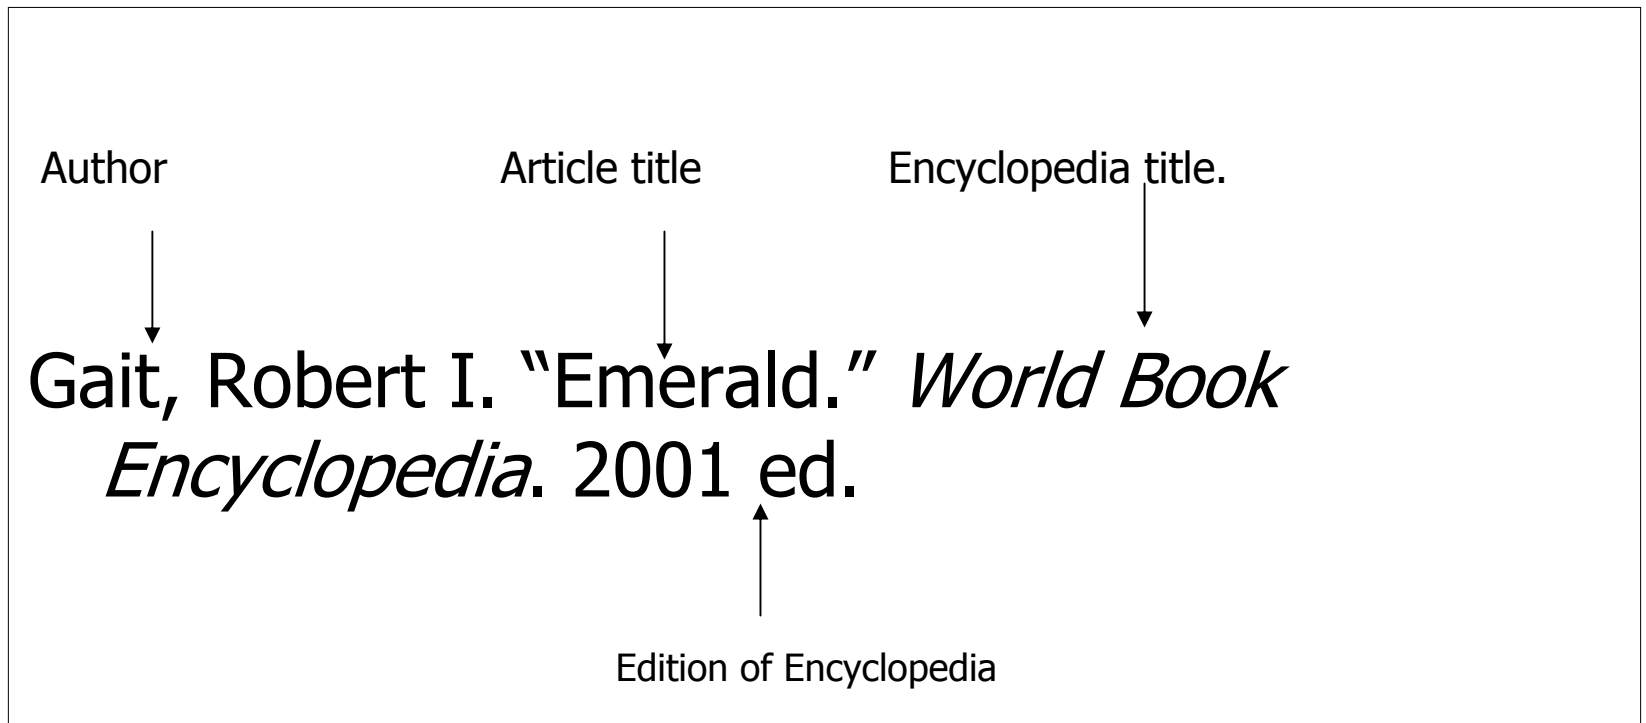 Author Article title Encyclopedia title.
Gait, Robert I. “Emerald.” World Book
Encyclopedia. 2001 ed.
Edition of Encyclopedia